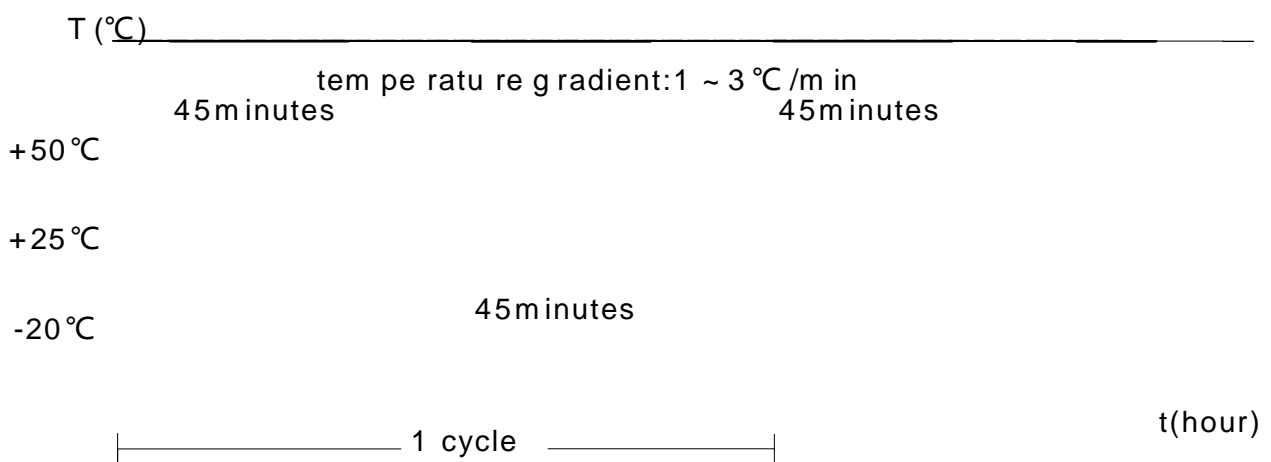 T (℃)
temperature gradient:1 ~ 3℃/min
45minutes 45minutes
+50℃
+25℃
45minutes
-20℃
t(hour)
1 cycle